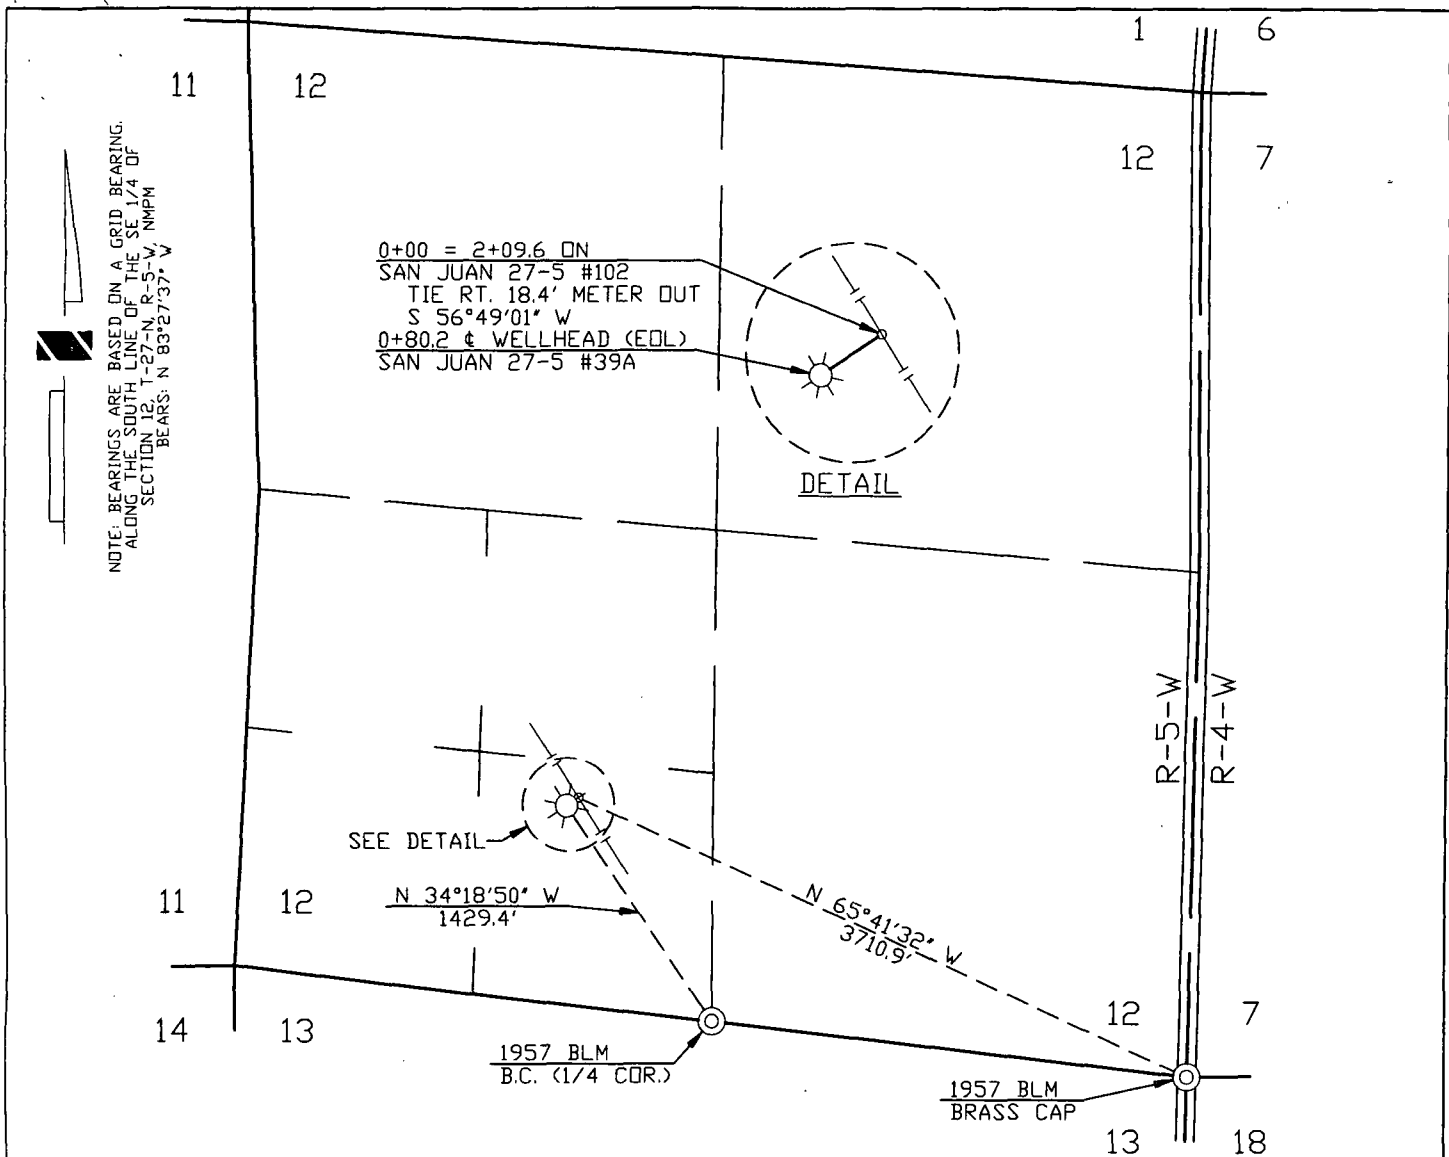 1 6
11 12
12 7
NOTE: BEARINGS ARE BASED ON A GRID BEARING.
ALONG THE SOUTH LINE OF THE SE 1/4 OF
SECTION 12, T-27-N, R-5-W, NMPM
BEARS: N 83°27'37" W
0+00 = 2+09.6 ON
SAN JUAN 27-5 #102
TIE RT. 18.4' METER OUT
S 56°49'01" W
0+80.2 ℄ WELLHEAD (EOL)
SAN JUAN 27-5 #39A
DETAIL
R-5-W
R-4-W
SEE DETAIL
N 34°18'50" W
1429.4'
N 65°41'32" W
3710.9'
11 12
12 7
14 13
1957 BLM
B.C. (1/4 COR.)
1957 BLM
BRASS CAP
13 18